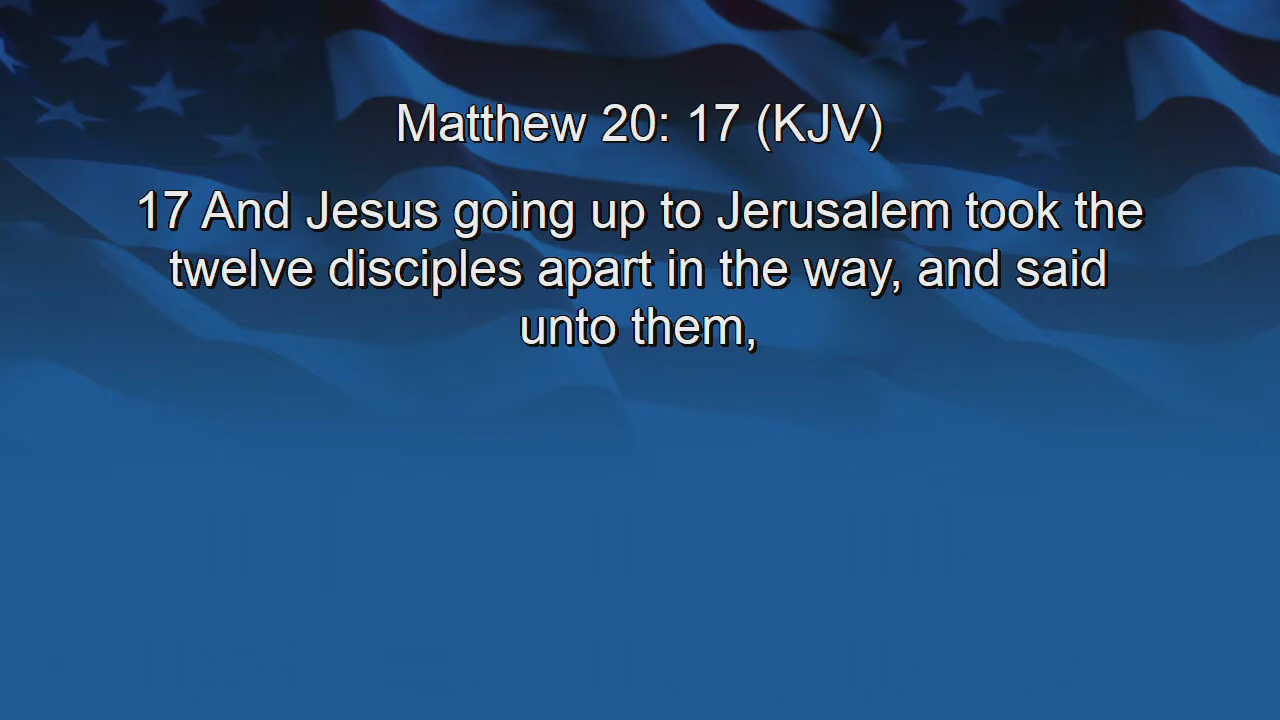 Matthew 20: 17 (KJV)
17 And Jesus going up to Jerusalem took the
twelve disciples apart in the way, and said
unto them,